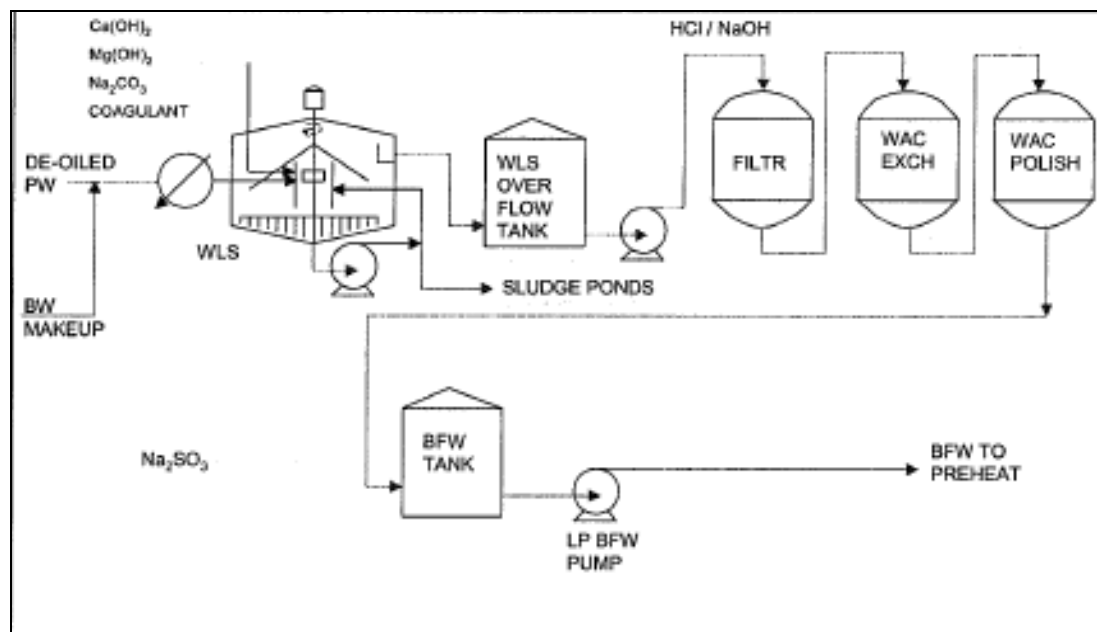 Ca(OH)₂
Mg(OH)₂
Na₂CO₃
COAGULANT
HCl / NaOH
DE-OILED
PW
WLS
BW
MAKEUP
SLUDGE PONDS
WLS
OVER
FLOW
TANK
FILTR
WAC
EXCH
WAC
POLISH
Na₂SO₃
BFW
TANK
LP BFW
PUMP
BFW TO
PREHEAT